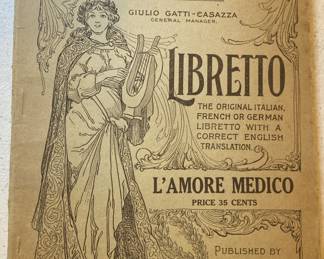 GIULIO GATTI-CASAZZA
GENERAL MANAGER.
LIBRETTO
THE ORIGINAL ITALIAN,
FRENCH OR GERMAN
LIBRETTO WITH A
CORRECT ENGLISH
TRANSLATION.
L'AMORE MEDICO
PRICE 35 CENTS
PUBLISHED BY